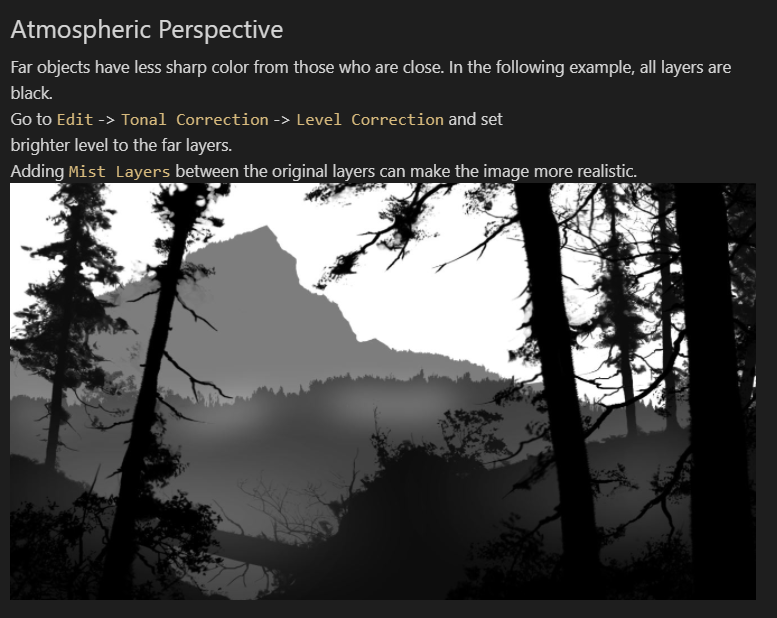 Atmospheric Perspective
Far objects have less sharp color from those who are close. In the following example, all layers are
black.
Go to Edit -> Tonal Correction -> Level Correction and set
brighter level to the far layers.
Adding Mist Layers between the original layers can make the image more realistic.